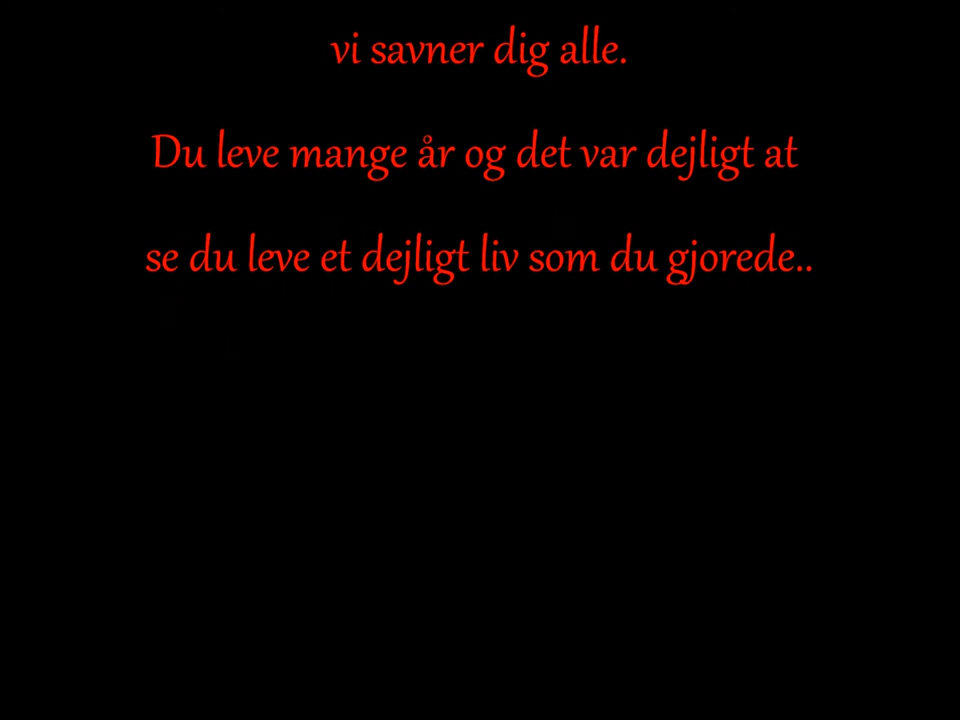 vi savner dig alle.
Du leve mange år og det var dejligt at
se du leve et dejligt liv som du gjorede..